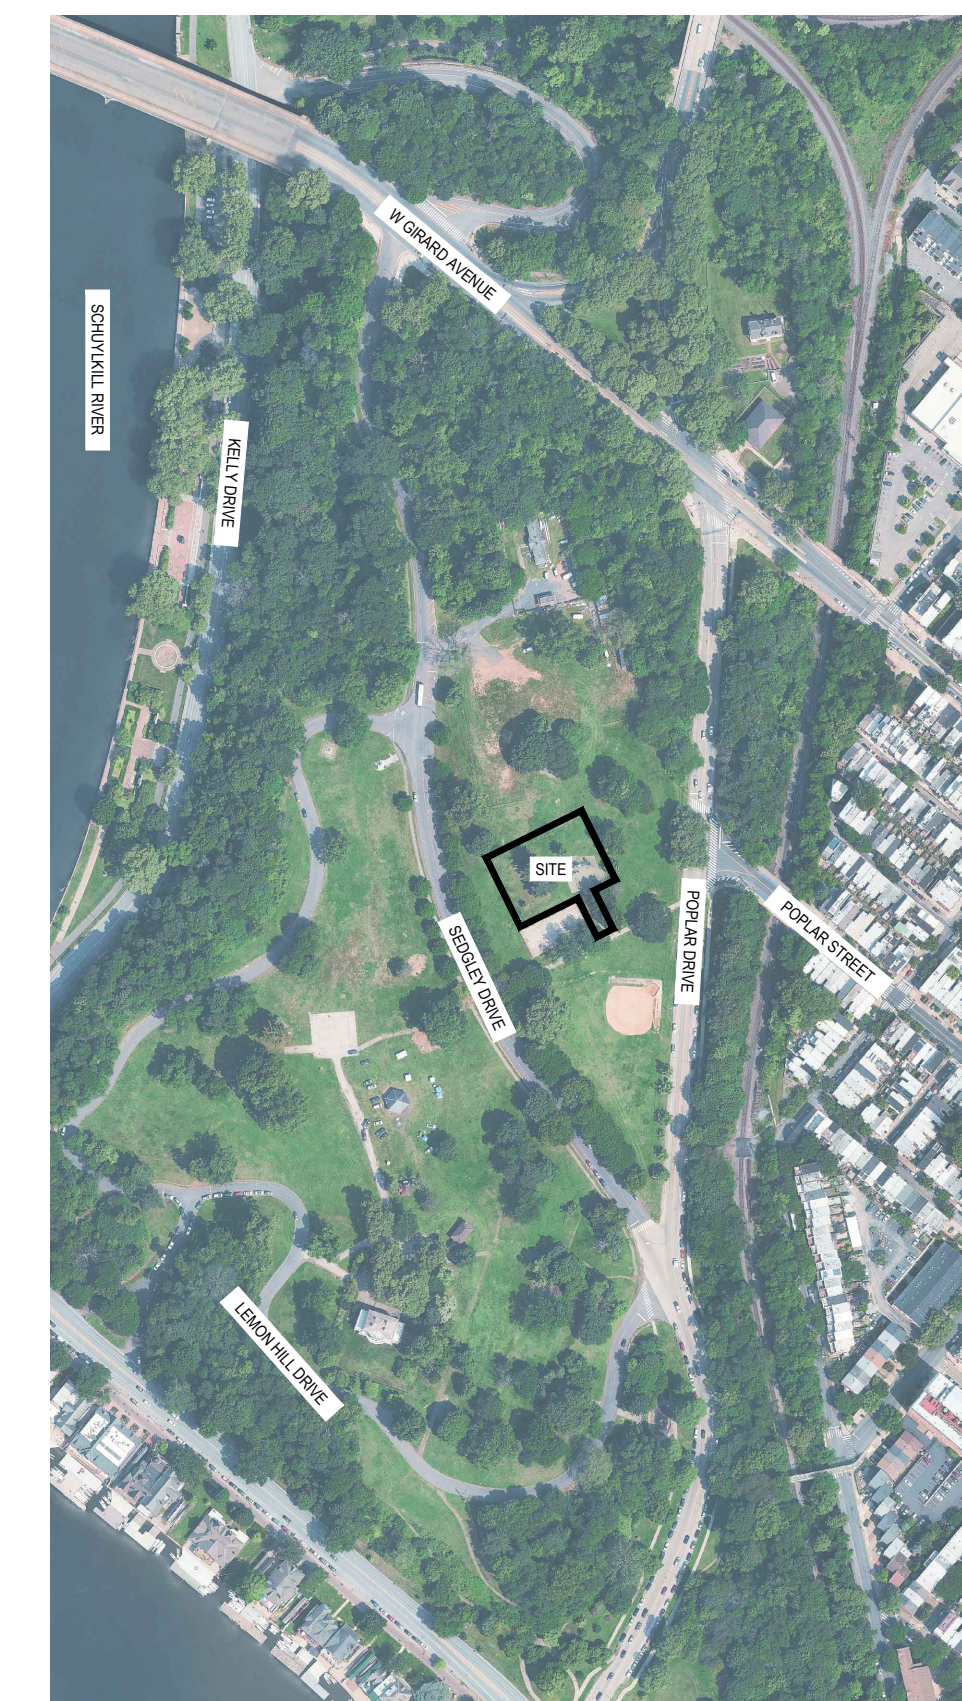 W GIRARD AVENUE
SCHUYLKILL RIVER
KELLY DRIVE
SITE
POPLAR DRIVE
POPLAR STREET
SEDGLEY DRIVE
LEMON HILL DRIVE